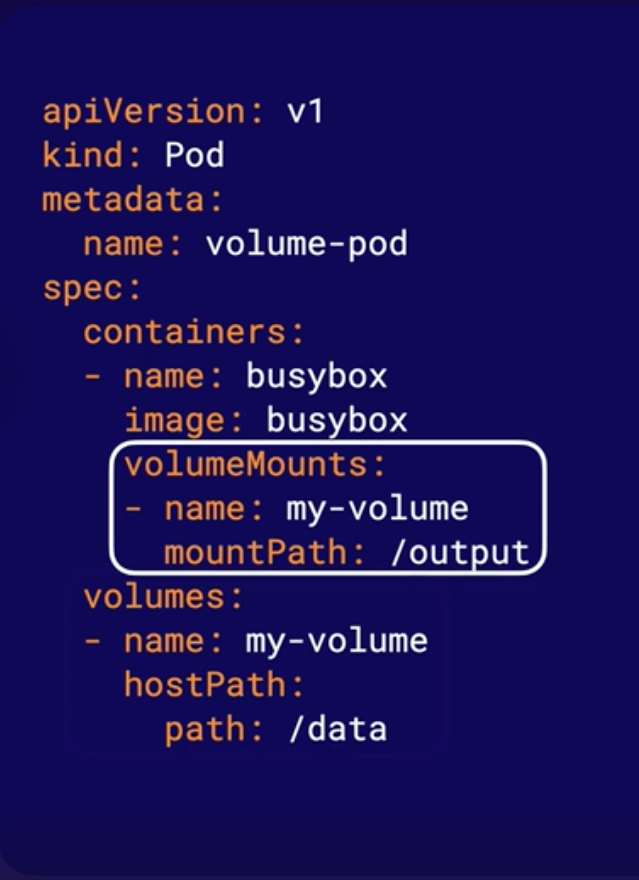 apiVersion: v1
kind: Pod
metadata:
  name: volume-pod
spec:
  containers:
  - name: busybox
    image: busybox
    volumeMounts:
    - name: my-volume
      mountPath: /output
  volumes:
  - name: my-volume
    hostPath:
      path: /data